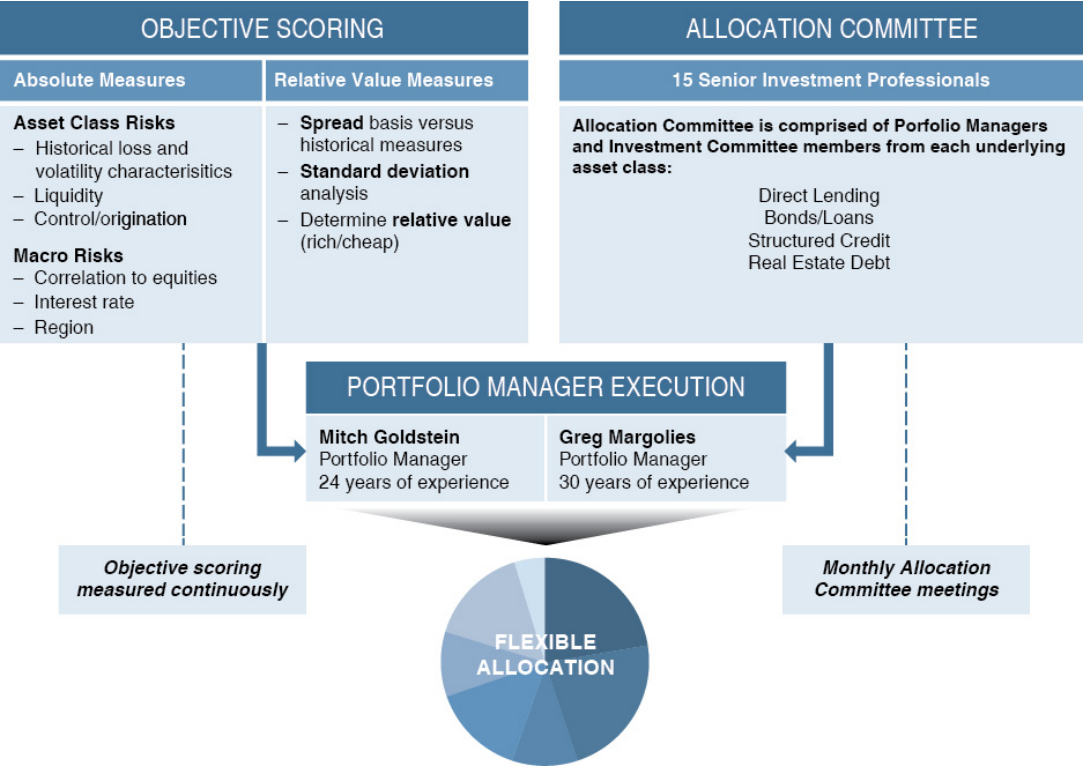 OBJECTIVE SCORING
Absolute Measures
Asset Class Risks
– Historical loss and
volatility characterisitics
– Liquidity
– Control/origination
Macro Risks
– Correlation to equities
– Interest rate
– Region
Relative Value Measures
– Spread basis versus
historical measures
– Standard deviation
analysis
– Determine relative value
(rich/cheap)
ALLOCATION COMMITTEE
15 Senior Investment Professionals
Allocation Committee is comprised of Porfolio Managers
and Investment Committee members from each underlying
asset class:
Direct Lending
Bonds/Loans
Structured Credit
Real Estate Debt
PORTFOLIO MANAGER EXECUTION
Mitch Goldstein
Portfolio Manager
24 years of experience
Greg Margolies
Portfolio Manager
30 years of experience
Objective scoring
measured continuously
Monthly Allocation
Committee meetings
FLEXIBLE
ALLOCATION